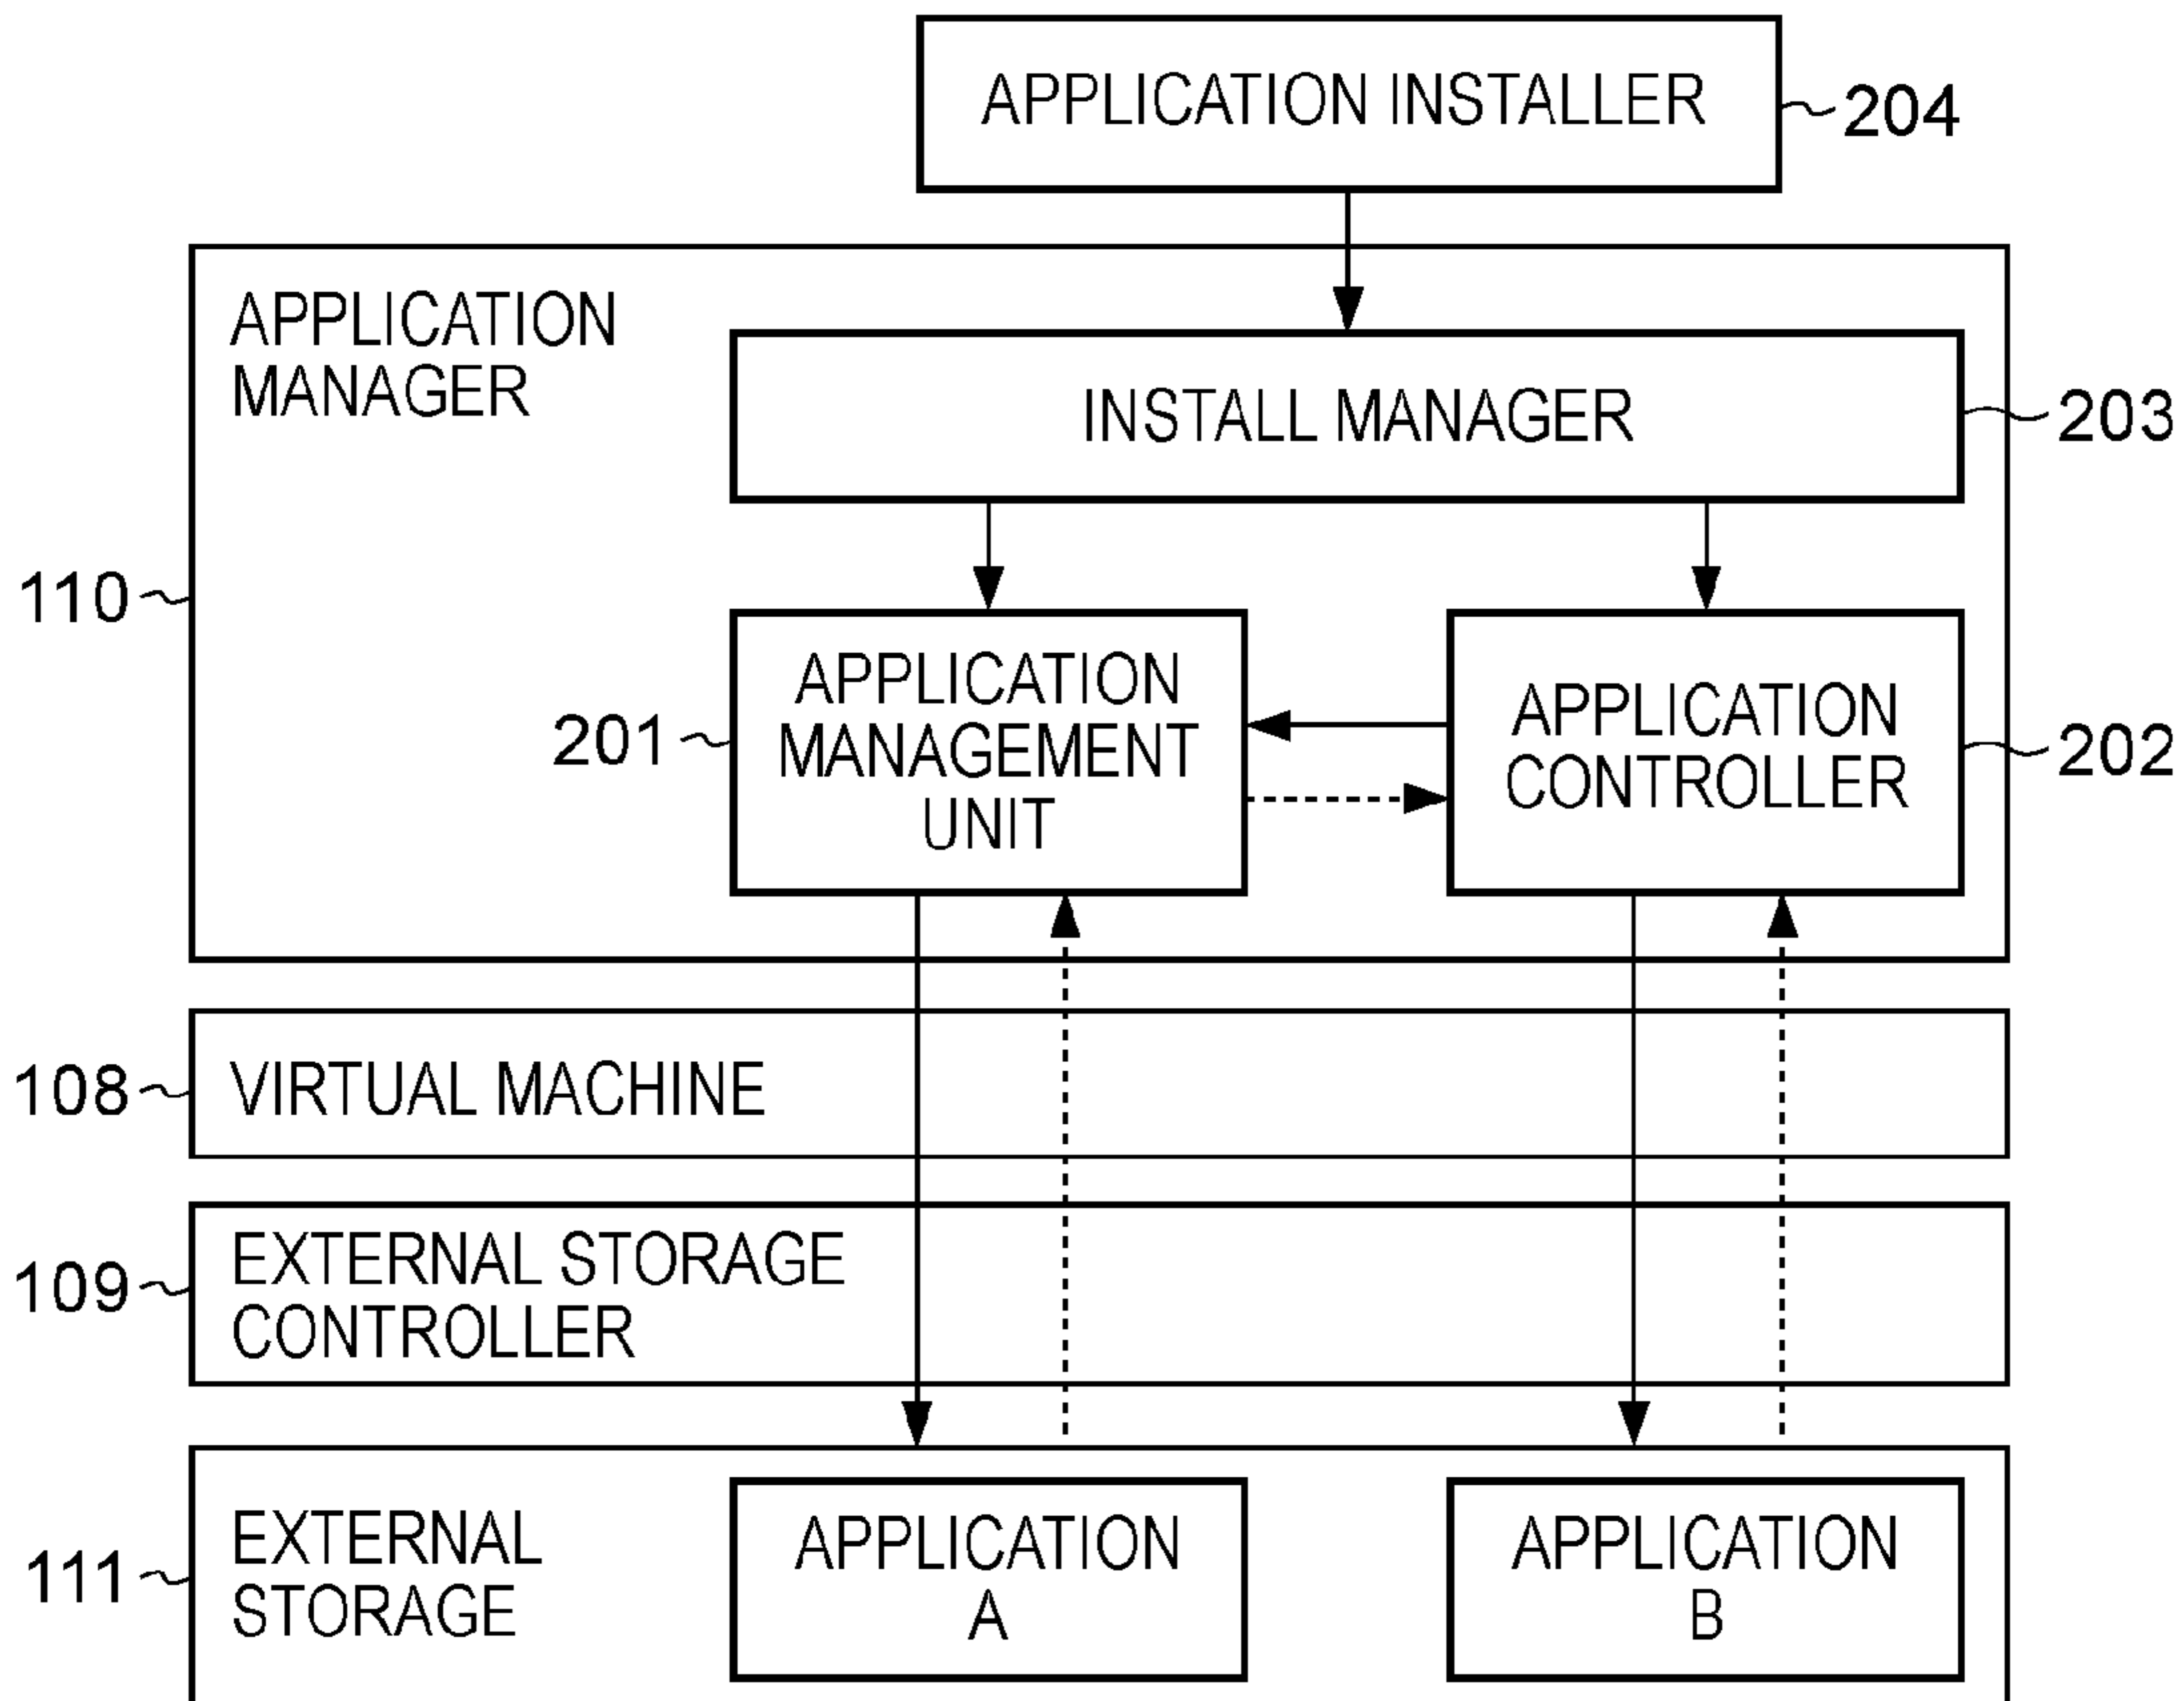 APPLICATION INSTALLER
204
APPLICATION
MANAGER
INSTALL MANAGER
203
110
APPLICATION
MANAGEMENT
UNIT
201
APPLICATION
CONTROLLER
202
108
VIRTUAL MACHINE
109
EXTERNAL STORAGE
CONTROLLER
111
EXTERNAL
STORAGE
APPLICATION
A
APPLICATION
B